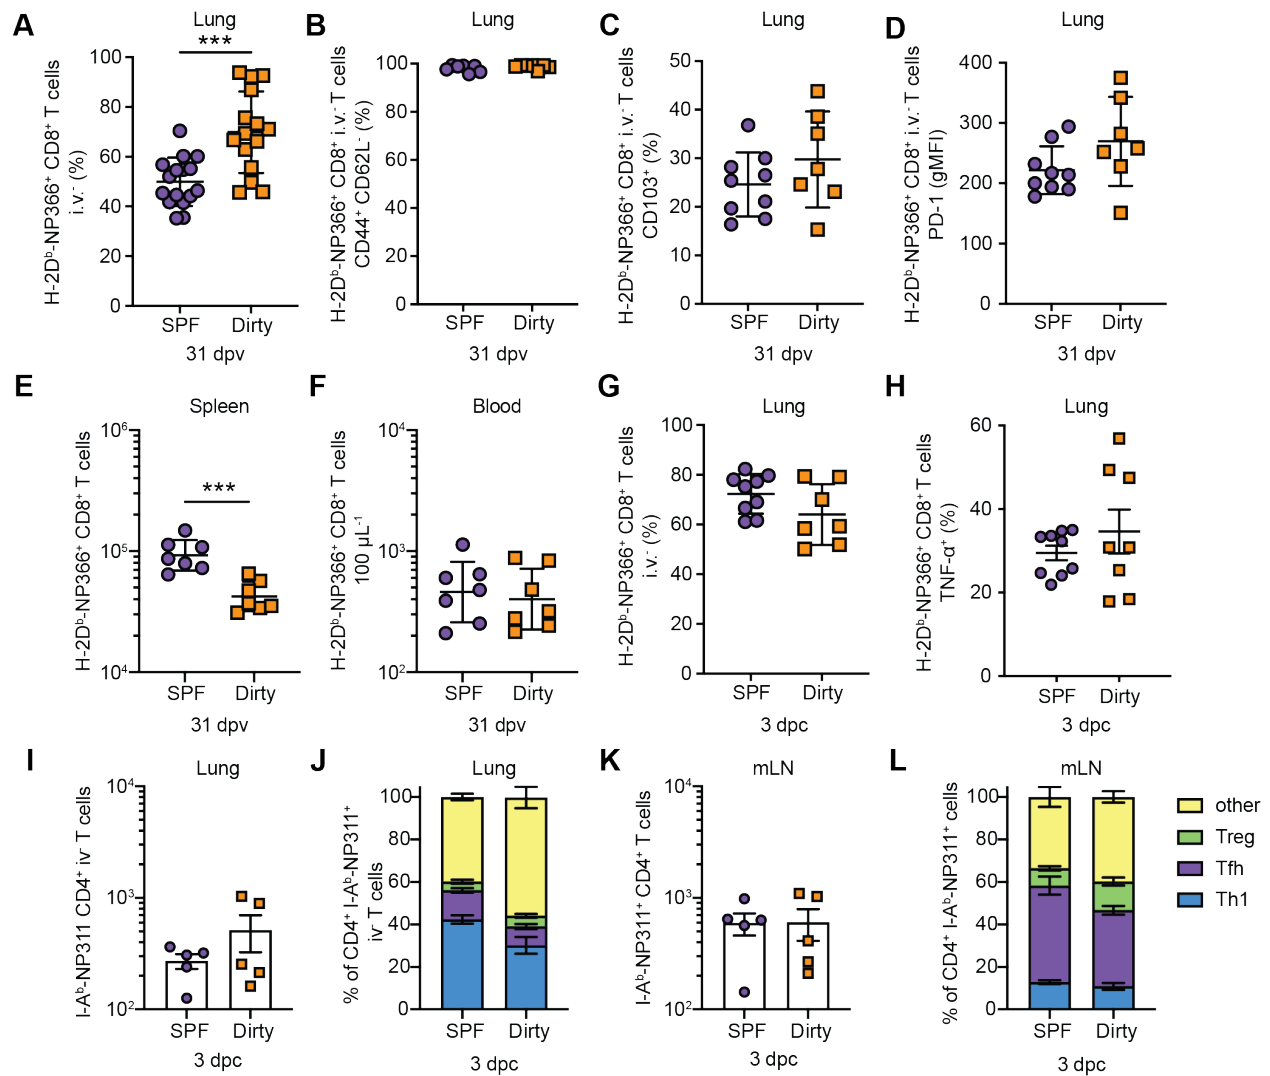 A
Lung
***
H-2Dᵇ-NP366⁺ CD8⁺ T cells
i.v.⁻ (%)
100
80
60
40
20
0
SPF
Dirty
31 dpv
B
Lung
H-2Dᵇ-NP366⁺ CD8⁺ i.v.⁻ T cells
CD44⁺ CD62L⁻ (%)
100
80
60
40
20
0
SPF
Dirty
31 dpv
C
Lung
H-2Dᵇ-NP366⁺ CD8⁺ i.v.⁻ T cells
CD103⁺ (%)
50
40
30
20
10
0
SPF
Dirty
31 dpv
D
Lung
H-2Dᵇ-NP366⁺ CD8⁺ i.v.⁻ T cells
PD-1 (gMFI)
400
300
200
100
0
SPF
Dirty
31 dpv
E
Spleen
***
H-2Dᵇ-NP366⁺ CD8⁺ T cells
10⁶
10⁵
10⁴
SPF
Dirty
31 dpv
F
Blood
H-2Dᵇ-NP366⁺ CD8⁺ T cells
100 µL⁻¹
10⁴
10³
10²
SPF
Dirty
31 dpv
G
Lung
H-2Dᵇ-NP366⁺ CD8⁺ T cells
i.v.⁻ (%)
100
80
60
40
20
0
SPF
Dirty
3 dpc
H
Lung
H-2Dᵇ-NP366⁺ CD8⁺ T cells
TNF-α⁺ (%)
60
40
20
0
SPF
Dirty
3 dpc
I
Lung
I-Aᵇ-NP311 CD4⁺ iv⁻ T cells
10⁴
10³
10²
SPF
Dirty
3 dpc
J
Lung
% of CD4⁺ I-Aᵇ-NP311⁺
iv⁻ T cells
100
80
60
40
20
0
SPF
Dirty
3 dpc
K
mLN
I-Aᵇ-NP311⁺ CD4⁺ T cells
10⁴
10³
10²
SPF
Dirty
3 dpc
L
mLN
% of CD4⁺ I-Aᵇ-NP311⁺ cells
100
80
60
40
20
0
SPF
Dirty
3 dpc
other
Treg
Tfh
Th1